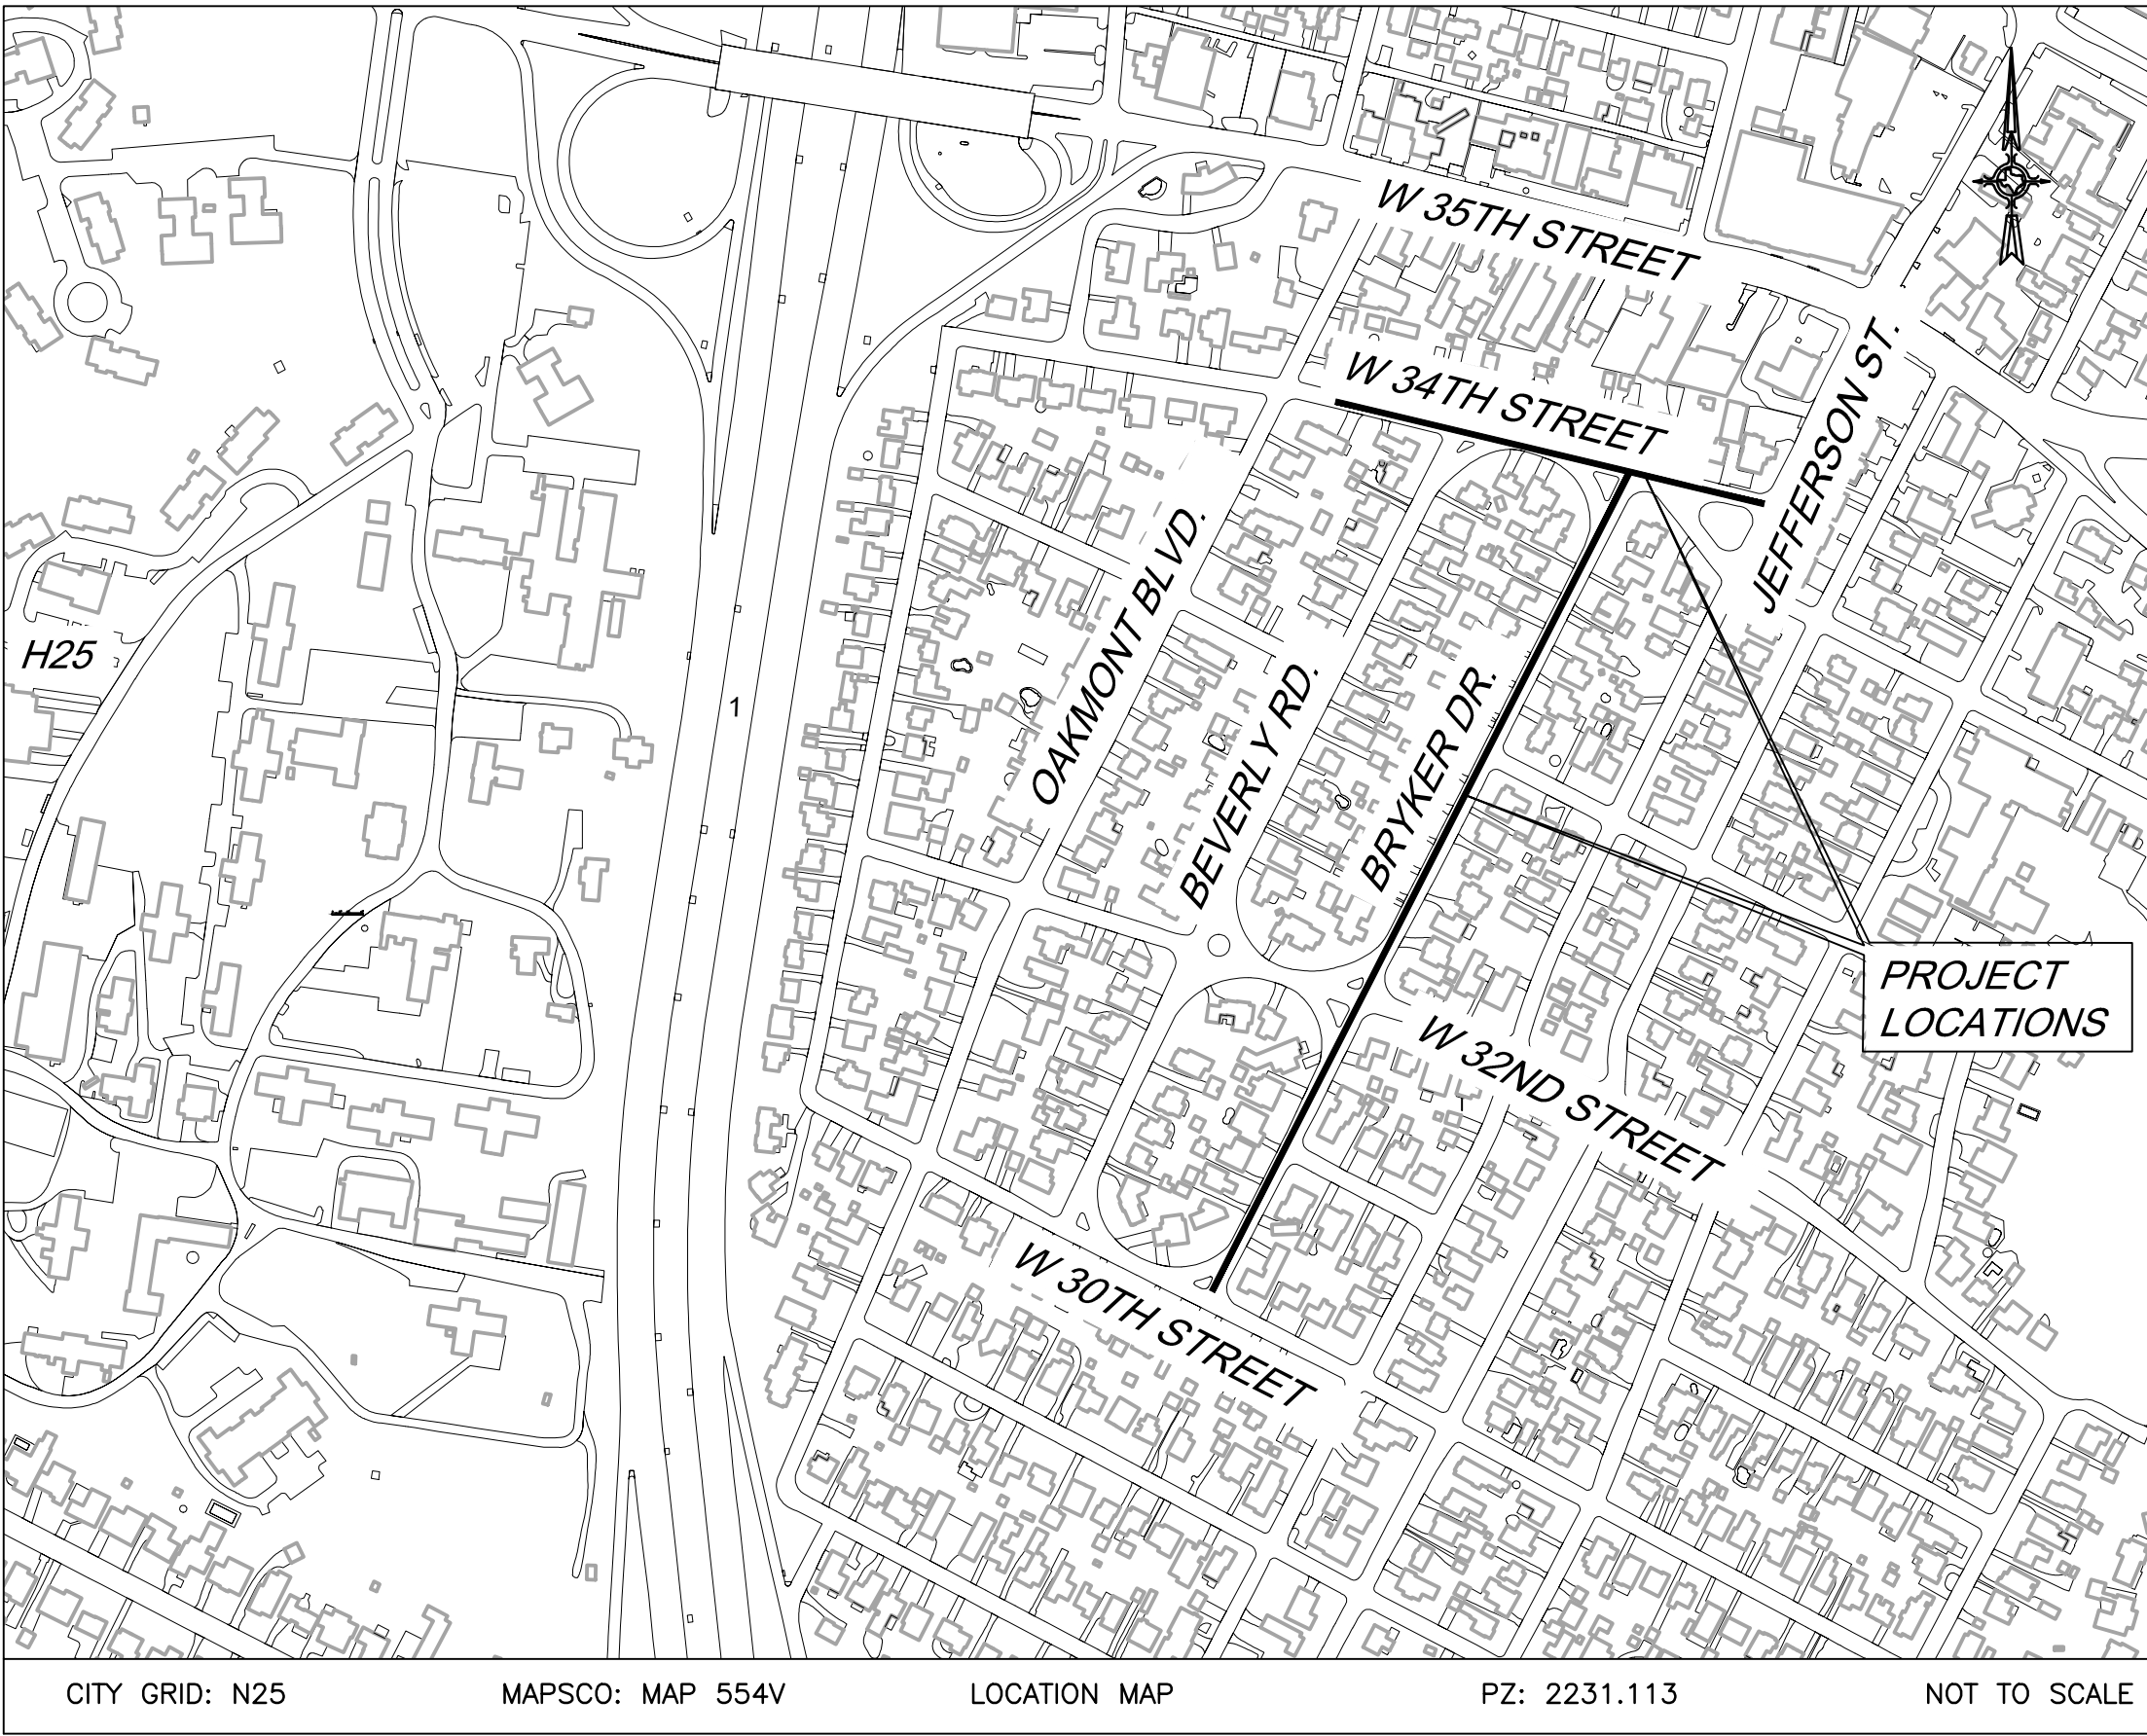 W 35TH STREET
W 34TH STREET
JEFFERSON ST.
OAKMONT BLVD.
H25
BEVERLY RD.
BRYKER DR.
1
PROJECT
LOCATIONS
W 32ND STREET
W 30TH STREET
CITY GRID: N25
MAPSCO: MAP 554V
LOCATION MAP
PZ: 2231.113
NOT TO SCALE